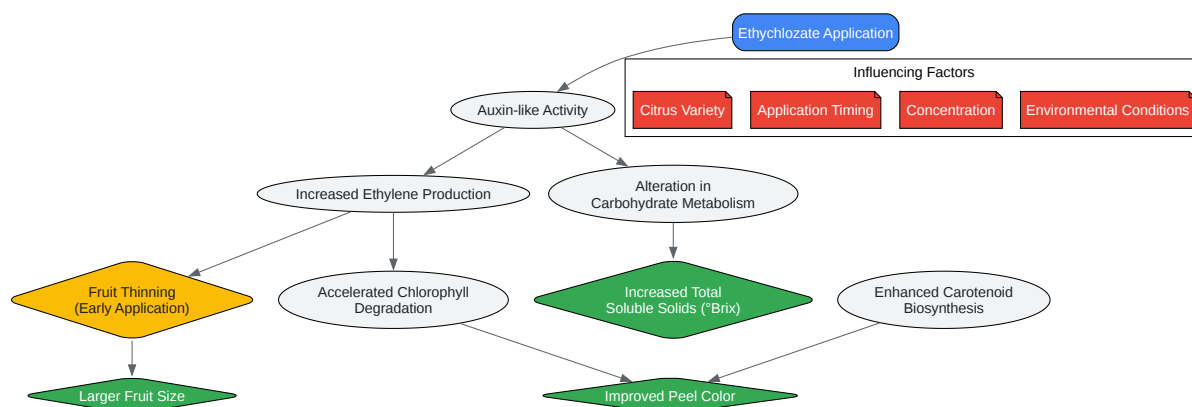 Ethychlozate Application
Influencing Factors
Citrus Variety
Application Timing
Concentration
Environmental Conditions
Auxin-like Activity
Increased Ethylene Production
Alteration in
Carbohydrate Metabolism
Fruit Thinning
(Early Application)
Accelerated Chlorophyll
Degradation
Increased Total
Soluble Solids (°Brix)
Enhanced Carotenoid
Biosynthesis
Larger Fruit Size
Improved Peel Color